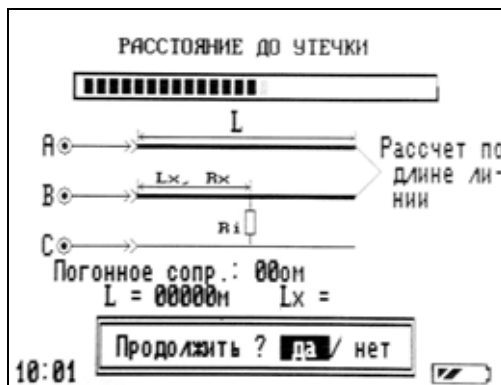 РАССТОЯНИЕ ДО УТЕЧКИ
L
A
Рассчет по
длине ли-
нии
Lx, Rx
B
Ri
C
Погонное сопр.: 00ом
L = 00000м Lx =
Продолжить ? да / нет
10:01